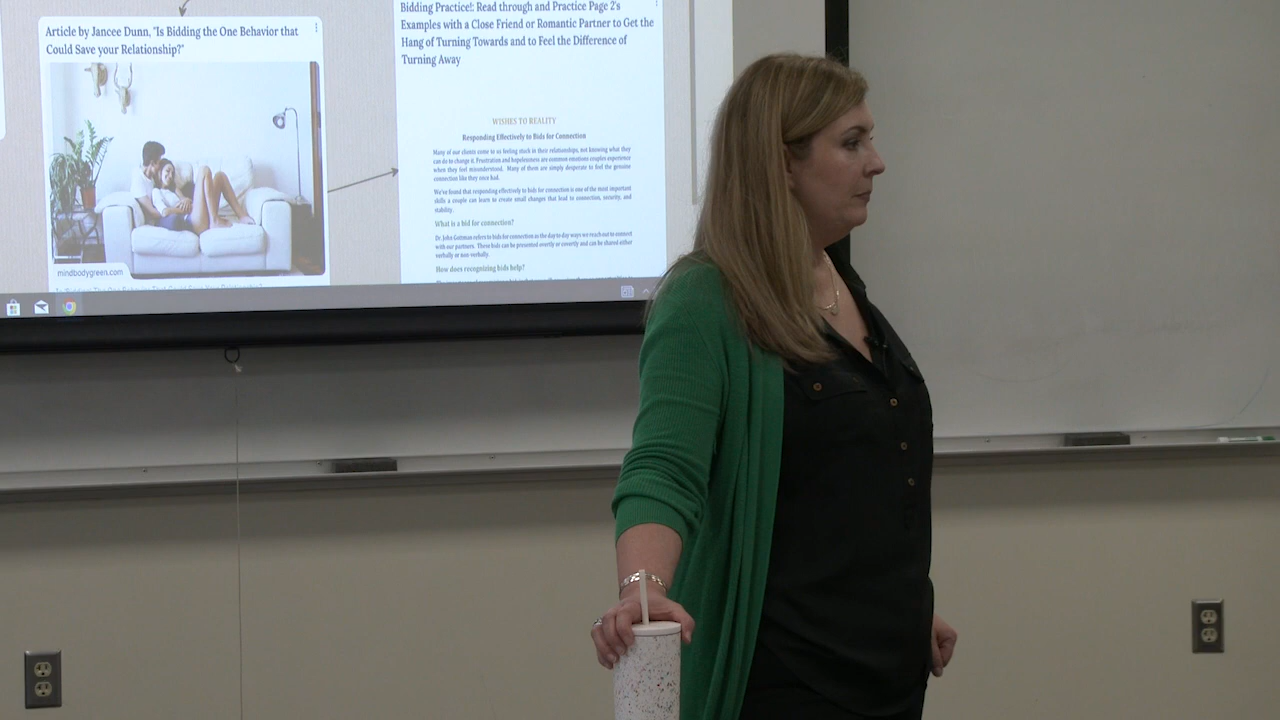 Article by Jancee Dunn, "Is Bidding the One Behavior that
Could Save your Relationship?"
mindbodygreen.com
Bidding Practice!: Read through and Practice Page 2's
Examples with a Close Friend or Romantic Partner to Get the
Hang of Turning Towards and to Feel the Difference of
Turning Away
WISHES TO REALITY
Responding Effectively to Bids for Connection
Many of our clients come to us feeling stuck in their relationships, not knowing what they
can do to change it. Frustration and hopelessness are common emotions couples experience
when they feel misunderstood. Many of them are simply desperate to feel the genuine
connection like they once had.
We've found that responding effectively to bids for connection is one of the most important
skills a couple can learn to create small changes that lead to connection, security, and
stability.
What is a bid for connection?
Dr. John Gottman refers to bids for connection as the day to day ways we reach out to connect
with our partners. These bids can be presented overtly or covertly and can be shared either
verbally or non-verbally.
How does recognizing bids help?